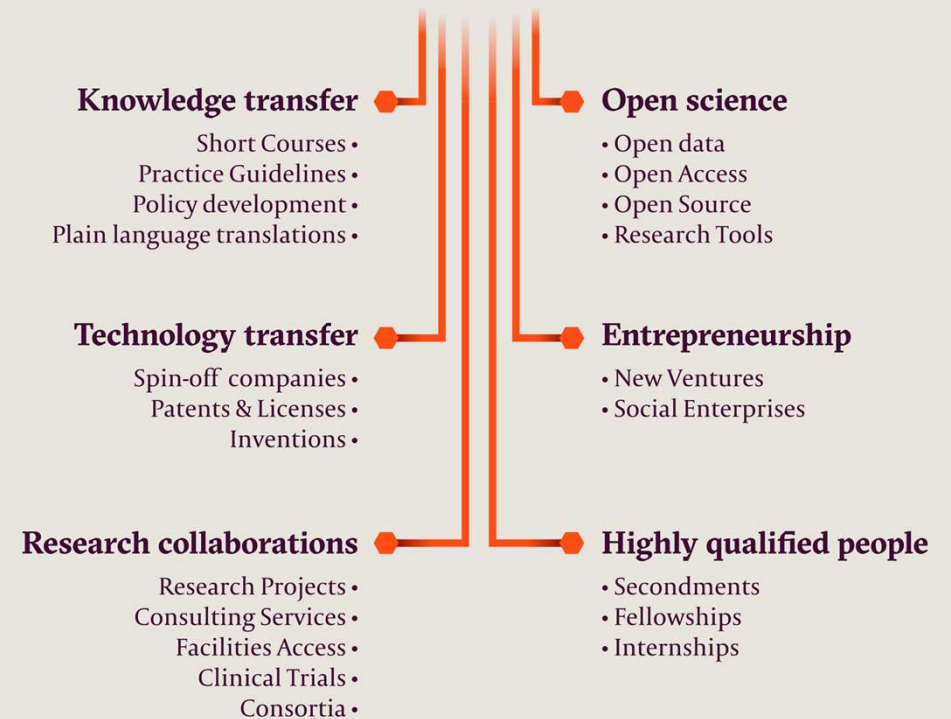 Knowledge transfer
Short Courses •
Practice Guidelines •
Policy development •
Plain language translations •
Open science
• Open data
• Open Access
• Open Source
• Research Tools
Technology transfer
Spin-off companies •
Patents & Licenses •
Inventions •
Entrepreneurship
• New Ventures
• Social Enterprises
Research collaborations
Research Projects •
Consulting Services •
Facilities Access •
Clinical Trials •
Consortia •
Highly qualified people
• Secondments
• Fellowships
• Internships